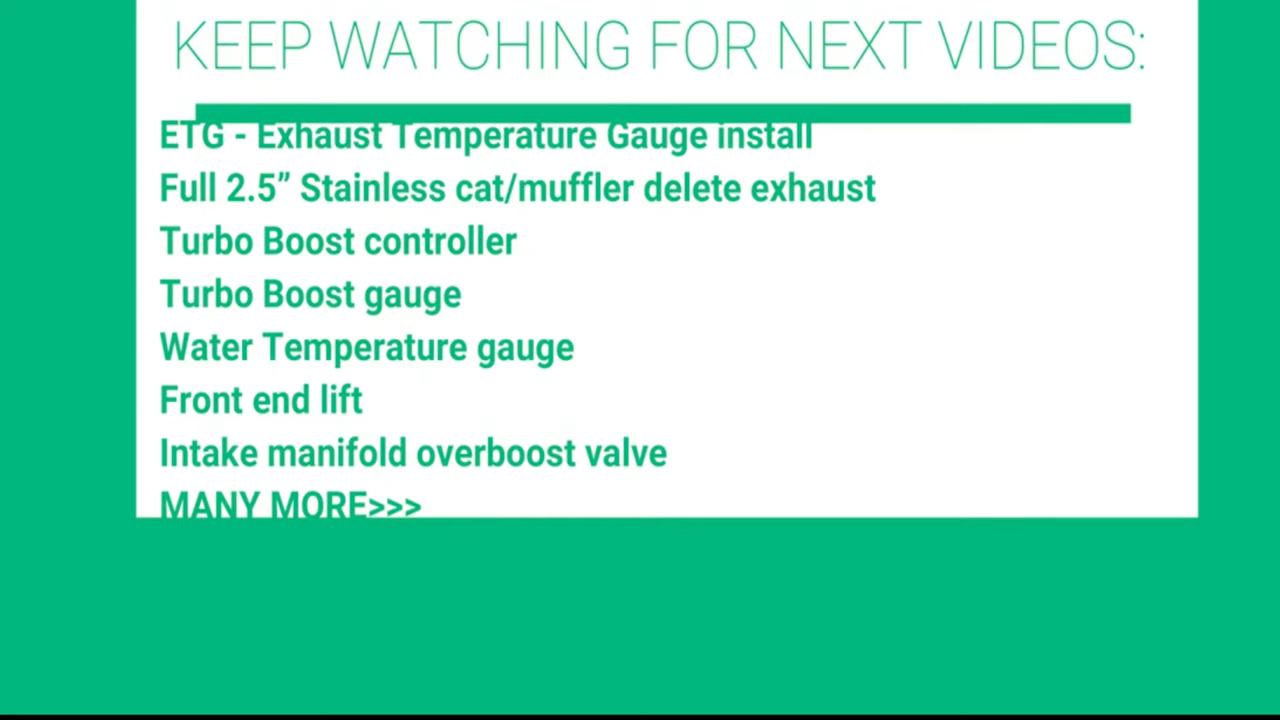 KEEP WATCHING FOR NEXT VIDEOS:
ETG - Exhaust Temperature Gauge install
Full 2.5” Stainless cat/muffler delete exhaust
Turbo Boost controller
Turbo Boost gauge
Water Temperature gauge
Front end lift
Intake manifold overboost valve
MANY MORE>>>